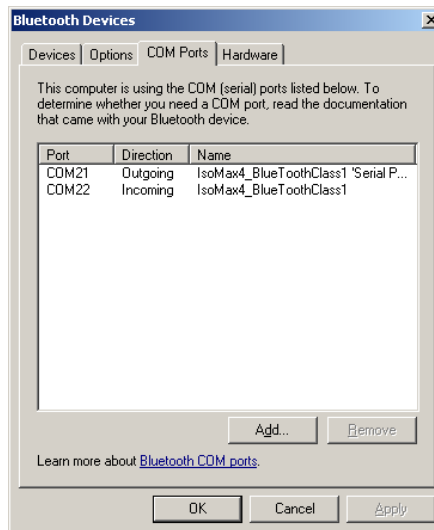 Bluetooth Devices
Devices Options COM Ports Hardware
This computer is using the COM (serial) ports listed below. To
determine whether you need a COM port, read the documentation
that came with your Bluetooth device.
Port Direction Name
COM21 Outgoing IsoMax4_BlueToothClass1 'Serial P...
COM22 Incoming IsoMax4_BlueToothClass1
Add... Remove
Learn more about Bluetooth COM ports.
OK Cancel Apply